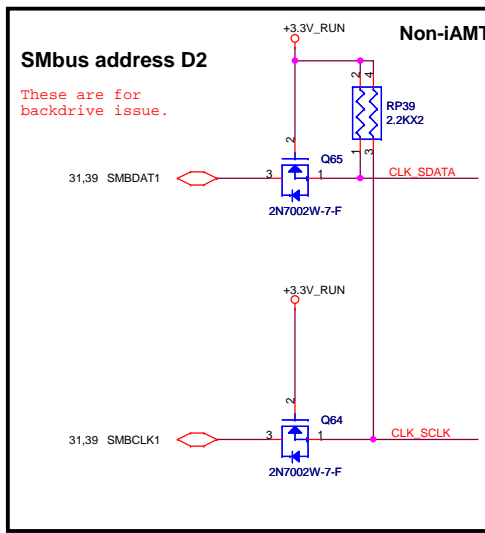 +3.3V_RUN
Non-iAMT
SMbus address D2
These are for
backdrive issue.
2
4
RP39
2.2KX2
1
3
2
Q65
31,39 SMBDAT1
3
1
CLK_SDATA
2N7002W-7-F
+3.3V_RUN
2
Q64
31,39 SMBCLK1
3
1
CLK_SCLK
2N7002W-7-F